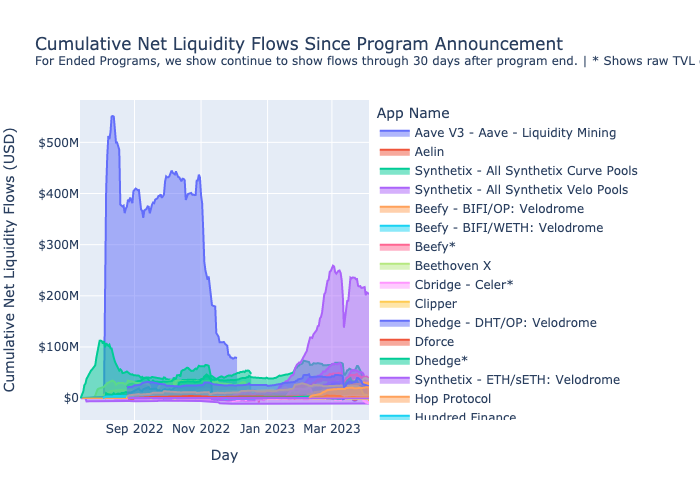 Cumulative Net Liquidity Flows Since Program Announcement
For Ended Programs, we show continue to show flows through 30 days after program end. | * Shows raw TVL
Cumulative Net Liquidity Flows (USD)
$500M
$400M
$300M
$200M
$100M
$0
Sep 2022
Nov 2022
Jan 2023
Mar 2023
Day
App Name
Aave V3 - Aave - Liquidity Mining
Aelin
Synthetix - All Synthetix Curve Pools
Synthetix - All Synthetix Velo Pools
Beefy - BIFI/OP: Velodrome
Beefy - BIFI/WETH: Velodrome
Beefy*
Beethoven X
Cbridge - Celer*
Clipper
Dhedge - DHT/OP: Velodrome
Dforce
Dhedge*
Synthetix - ETH/sETH: Velodrome
Hop Protocol
Hundred Finance